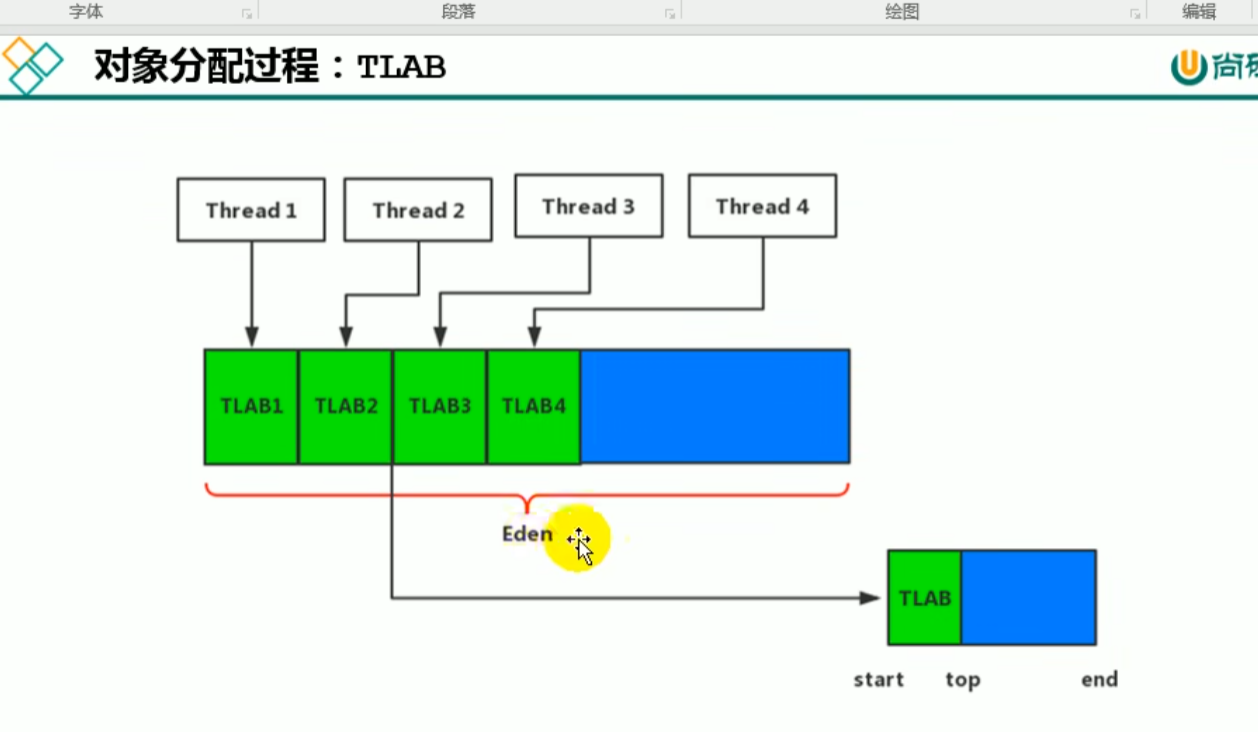 字体 段落 绘图 编辑
对象分配过程：TLAB
尚
Thread 1 Thread 2 Thread 3 Thread 4
TLAB1 TLAB2 TLAB3 TLAB4
Eden
TLAB
start top end